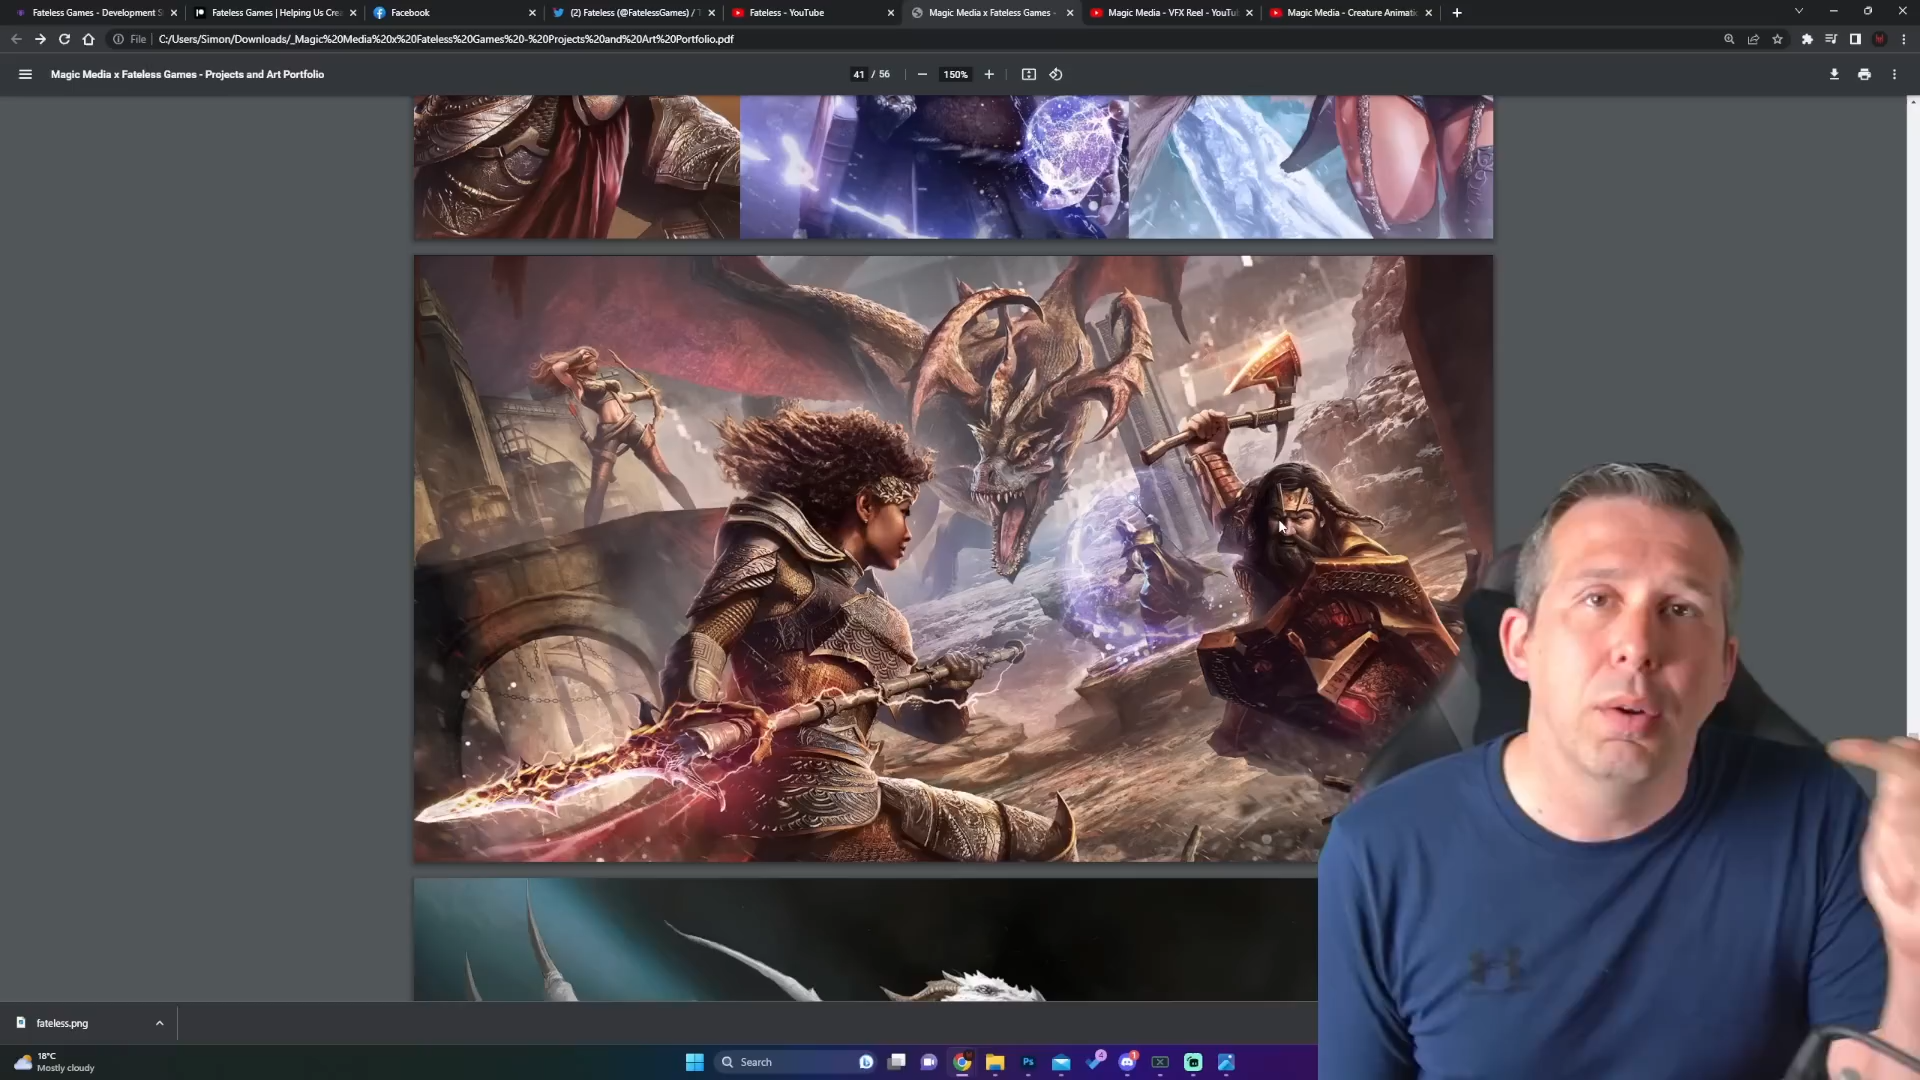 Fateless Games - Development S
Fateless Games | Helping Us Crea
Facebook
(2) Fateless (@FatelessGames) / T
Fateless - YouTube
Magic Media x Fateless Games -
Magic Media - VFX Reel - YouTu
Magic Media - Creature Animati
File
C:/Users/Simon/Downloads/_Magic%20Media%20x%20Fateless%20Games%20-%20Projects%20and%20Art%20Portfolio.pdf
Magic Media x Fateless Games - Projects and Art Portfolio
41 / 56
150%
fateless.png
18°C
Mostly cloudy
Search
Ps